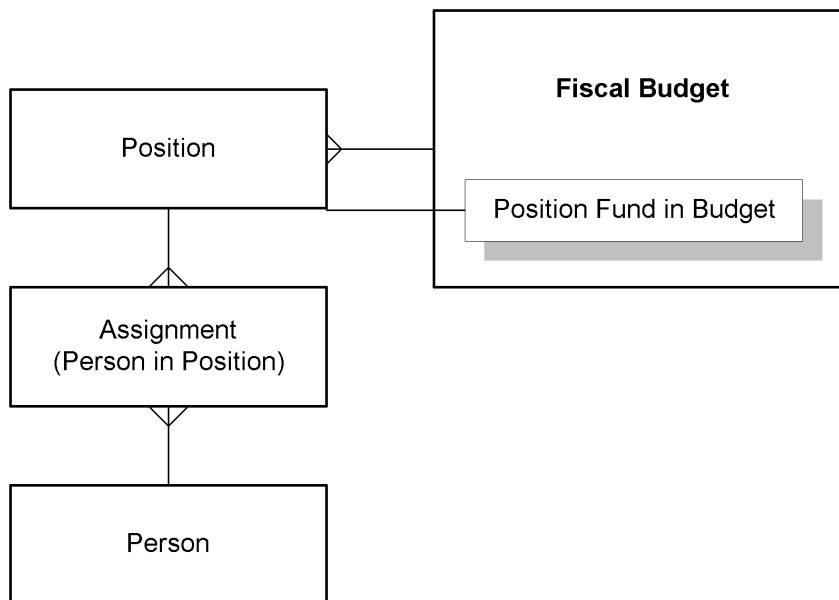 Fiscal Budget
Position
Position Fund in Budget
Assignment
(Person in Position)
Person